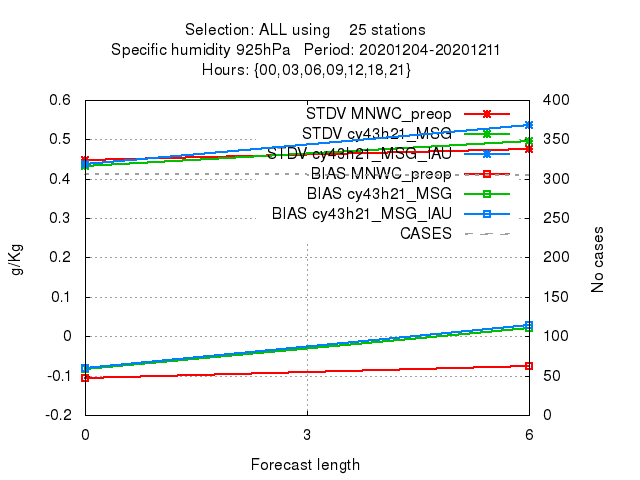 Selection: ALL using 25 stations
Specific humidity 925hPa Period: 20201204-20201211
Hours: {00,03,06,09,12,18,21}
0.6 400
STDV MNWC_preop
0.5 350
STDV cy43h21_MSG
STDV cy43h21_MSG_IAU
0.4 300
BIAS MNWC_preop
BIAS cy43h21_MSG
0.3 250
BIAS cy43h21_MSG_IAU
CASES
0.2 200
g/Kg
No cases
0.1 150
0 100
-0.1 50
-0.2 0
0 3 6
Forecast length